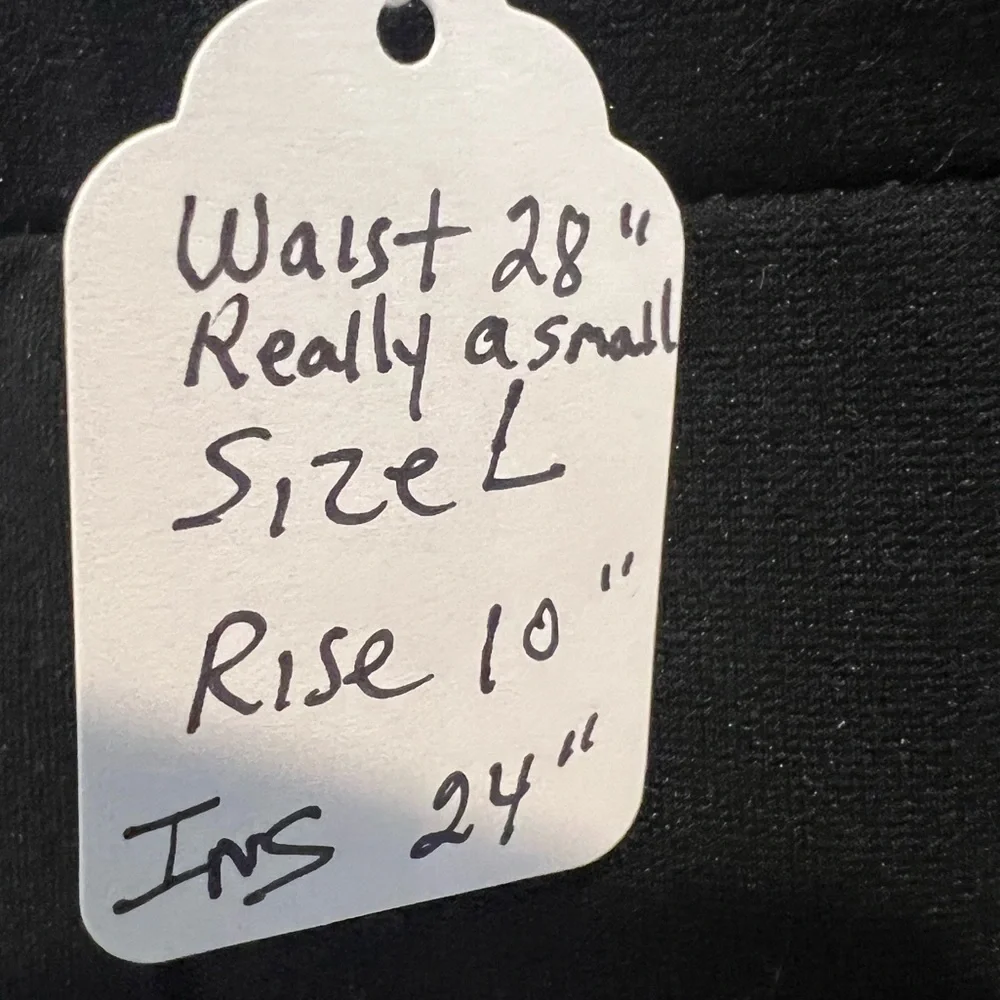 Waist 28"
Really a small
Size L
Rise 10"
Ins 24"